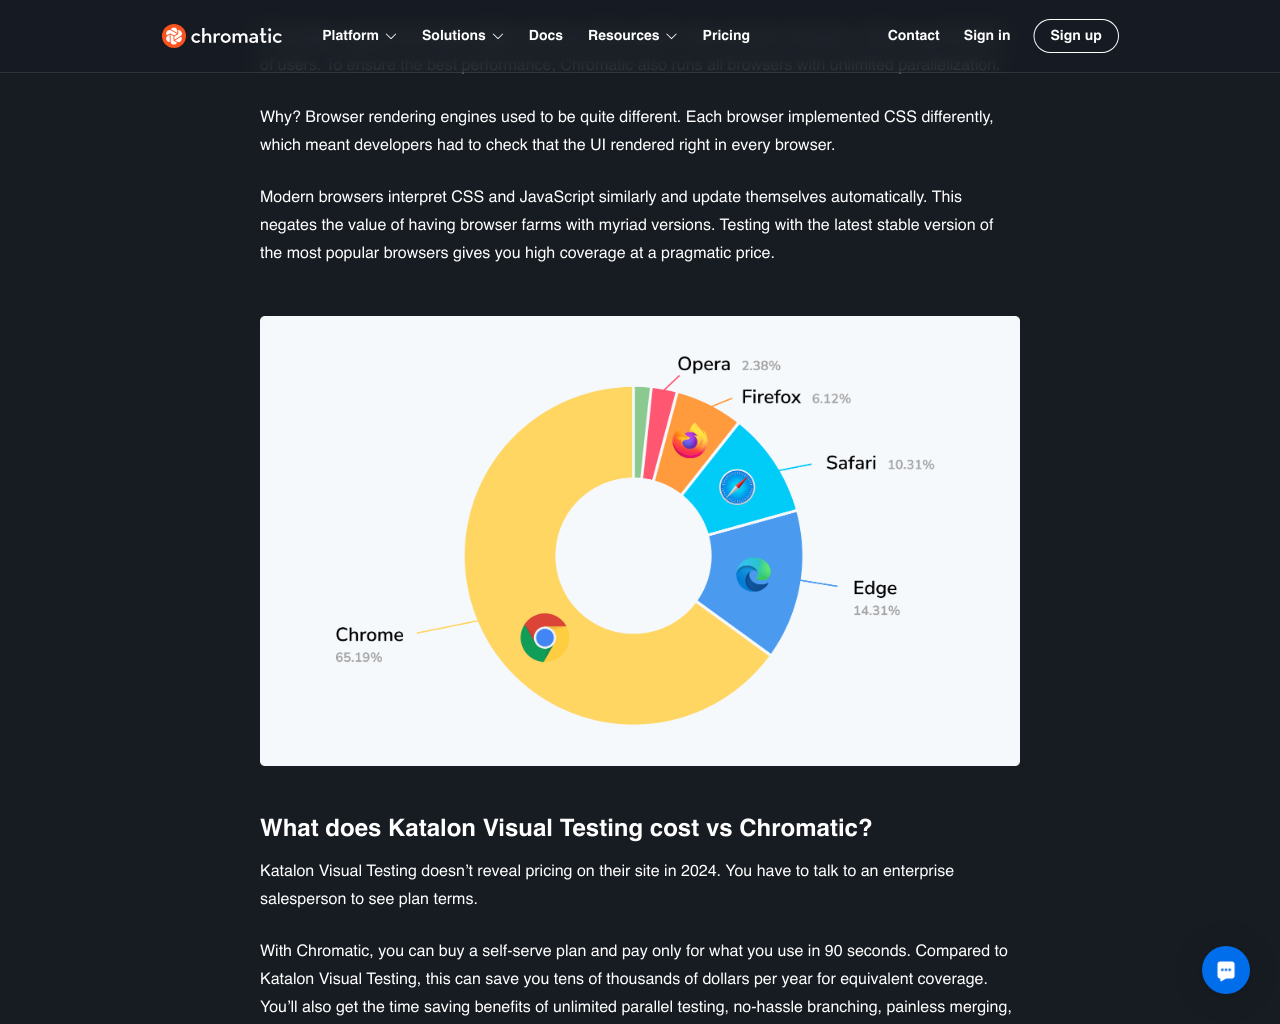 chromatic Platform Solutions Docs Resources Pricing Contact Sign in Sign up
of users. To ensure the best performance, Chromatic also runs all browsers with unlimited parallelization.
Why? Browser rendering engines used to be quite different. Each browser implemented CSS differently,
which meant developers had to check that the UI rendered right in every browser.
Modern browsers interpret CSS and JavaScript similarly and update themselves automatically. This
negates the value of having browser farms with myriad versions. Testing with the latest stable version of
the most popular browsers gives you high coverage at a pragmatic price.
Opera 2.38%
Firefox 6.12%
Safari 10.31%
Edge
14.31%
Chrome
65.19%
What does Katalon Visual Testing cost vs Chromatic?
Katalon Visual Testing doesn’t reveal pricing on their site in 2024. You have to talk to an enterprise
salesperson to see plan terms.
With Chromatic, you can buy a self-serve plan and pay only for what you use in 90 seconds. Compared to
Katalon Visual Testing, this can save you tens of thousands of dollars per year for equivalent coverage.
You’ll also get the time saving benefits of unlimited parallel testing, no-hassle branching, painless merging,